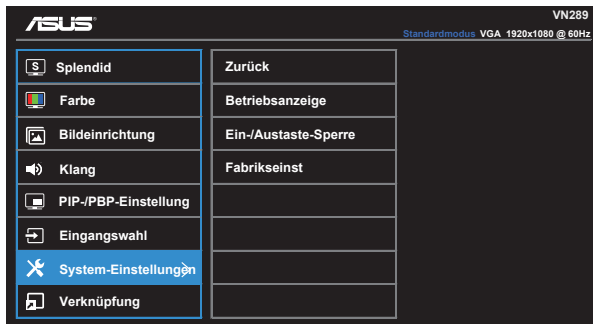 ASUS
VN289
Standardmodus VGA 1920x1080 @ 60Hz
S Splendid
Farbe
Bildeinrichtung
Klang
PIP-/PBP-Einstellung
Eingangswahl
System-Einstellungen
Verknüpfung
Zurück
Betriebsanzeige
Ein-/Austaste-Sperre
Fabrikseinst